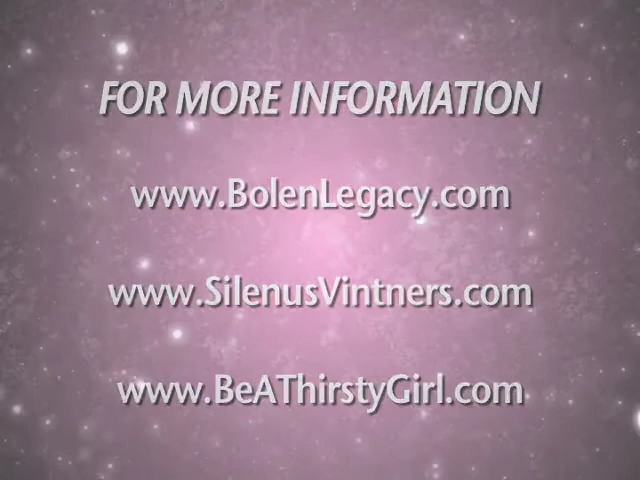 FOR MORE INFORMATION
www.BolenLegacy.com
www.SilenusVintners.com
www.BeAThirstyGirl.com